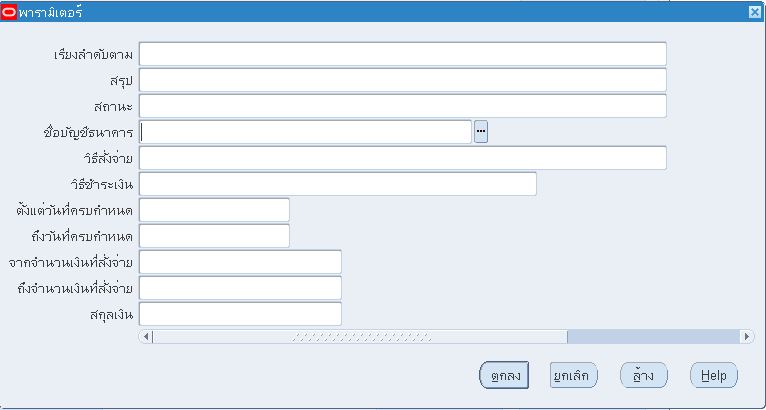 พารามิเตอร์
เรียงลำดับตาม
สรุป
สถานะ
ชื่อบัญชีธนาคาร
วิธีสั่งจ่าย
วิธีชำระเงิน
ตั้งแต่วันที่ครบกำหนด
ถึงวันที่ครบกำหนด
จากจำนวนเงินที่สั่งจ่าย
ถึงจำนวนเงินที่สั่งจ่าย
สกุลเงิน
ตกลง ยกเลิก ล้าง Help